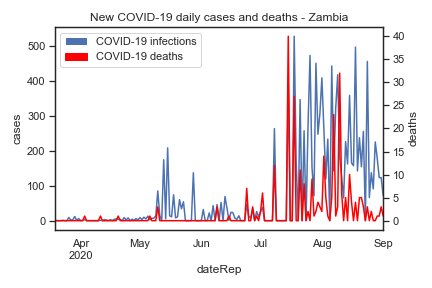 New COVID-19 daily cases and deaths - Zambia
COVID-19 infections
COVID-19 deaths
500
400
300
200
100
0
cases
40
35
30
25
20
15
10
5
0
deaths
Apr
2020
May
Jun
Jul
Aug
Sep
dateRep